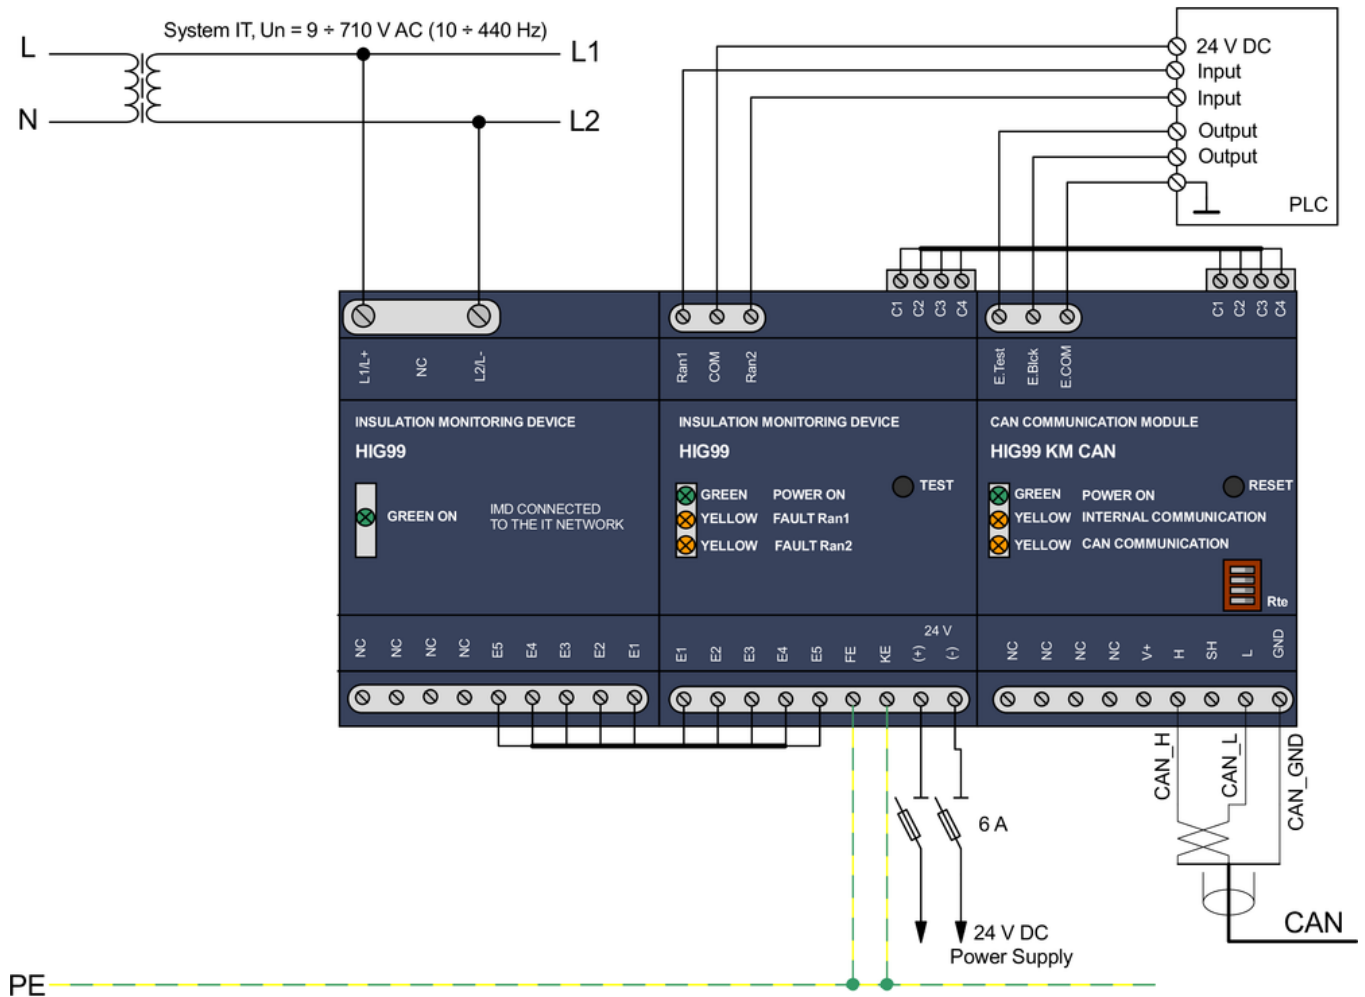 System IT, Un = 9 ÷ 710 V AC (10 ÷ 440 Hz)
L
L1
N
L2
24 V DC
Input
Input
Output
Output
PLC
C1 C2 C3 C4
C1 C2 C3 C4
L1/L+ NC L2/L-
Ran1 COM Ran2
E.Test E.Blck E.COM
INSULATION MONITORING DEVICE
HIG99
GREEN ON
IMD CONNECTED
TO THE IT NETWORK
INSULATION MONITORING DEVICE
HIG99
TEST
GREEN POWER ON
YELLOW FAULT Ran1
YELLOW FAULT Ran2
CAN COMMUNICATION MODULE
HIG99 KM CAN
RESET
GREEN POWER ON
YELLOW INTERNAL COMMUNICATION
YELLOW CAN COMMUNICATION
Rte
NC NC NC NC E5 E4 E3 E2 E1
24 V
E1 E2 E3 E4 E5 FE KE (+) (-)
NC NC NC NC V+ H SH L GND
CAN_H
CAN_L
CAN_GND
6 A
24 V DC
Power Supply
CAN
PE